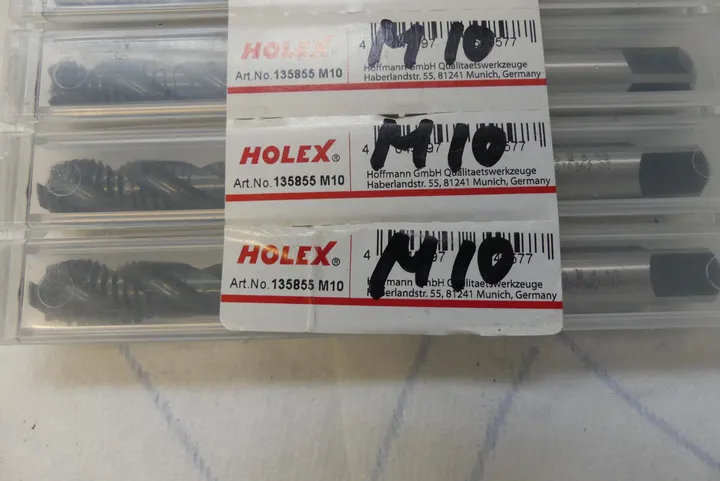 HOLEX
Art.No. 135855 M10
M10
Hoffmann GmbH Qualitaetswerkzeuge
Haberlandstr. 55, 81241 Munich, Germany
HOLEX®
Art.No. 135855 M10
M10
Hoffmann GmbH Qualitaetswerkzeuge
Haberlandstr. 55, 81241 Munich, Germany
HOLEX®
Art.No. 135855 M10
M10
Hoffmann GmbH Qualitaetswerkzeuge
Haberlandstr. 55, 81241 Munich, Germany